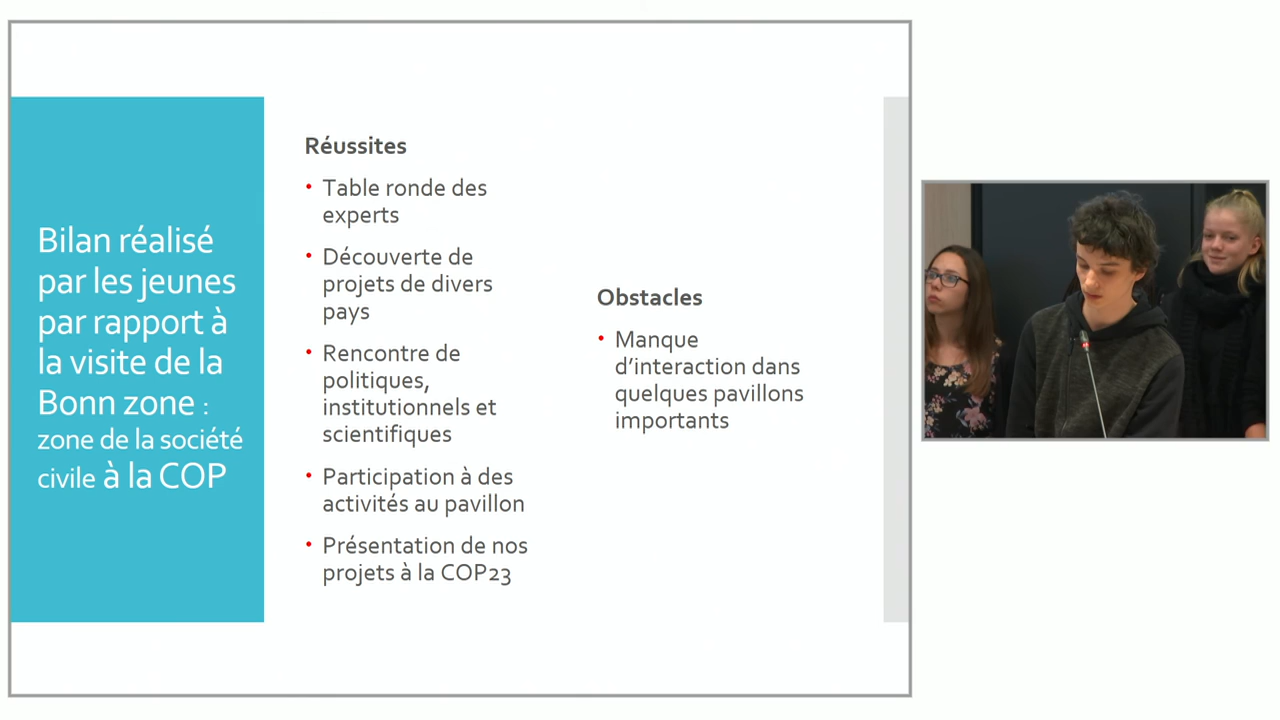 Bilan réalisé
par les jeunes
par rapport à
la visite de la
Bonn zone :
zone de la société
civile à la COP
Réussites
• Table ronde des
experts
• Découverte de
projets de divers
pays
• Rencontre de
politiques,
institutionnels et
scientifiques
• Participation à des
activités au pavillon
• Présentation de nos
projets à la COP23
Obstacles
• Manque
d’interaction dans
quelques pavillons
importants